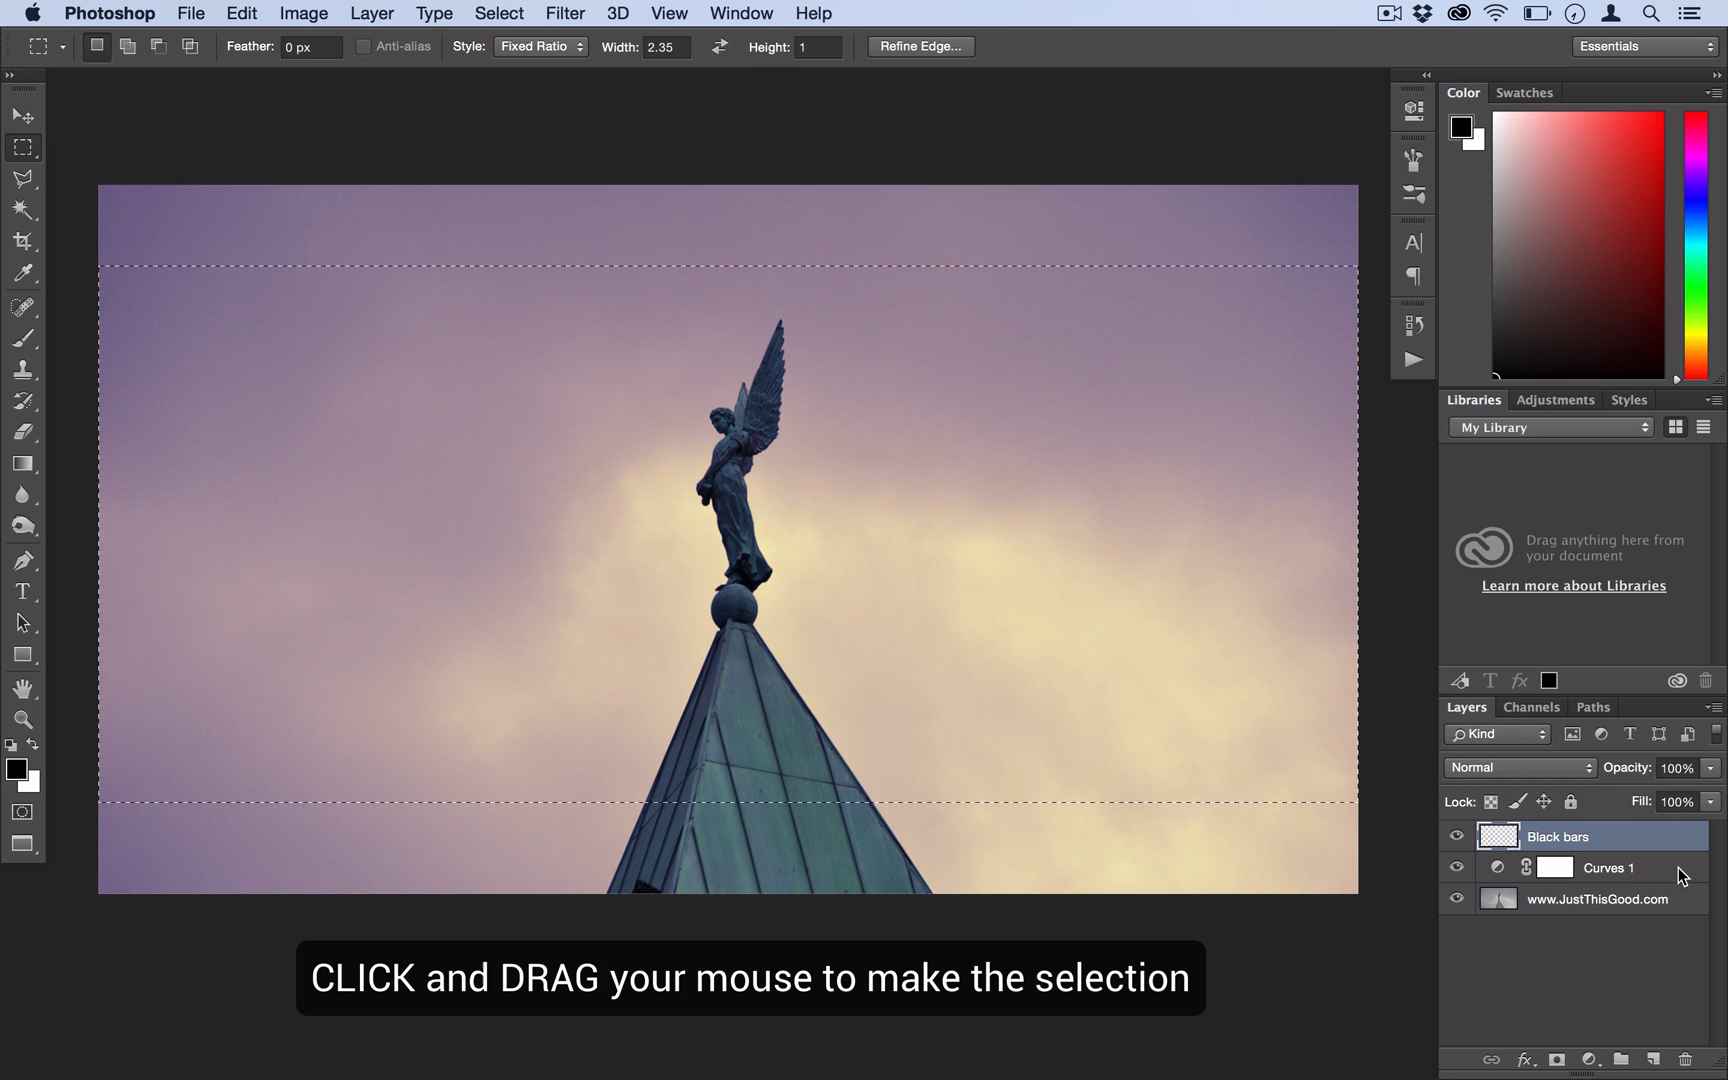 Photoshop File Edit Image Layer Type Select Filter 3D View Window Help
Feather: 0 px Anti-alias Style: Fixed Ratio Width: 2.35 Height: 1 Refine Edge... Essentials
Color Swatches
Libraries Adjustments Styles
My Library
Drag anything here from
your document
Learn more about Libraries
Layers Channels Paths
Kind
Normal Opacity: 100%
Lock: Fill: 100%
Black bars
Curves 1
www.JustThisGood.com
CLICK and DRAG your mouse to make the selection